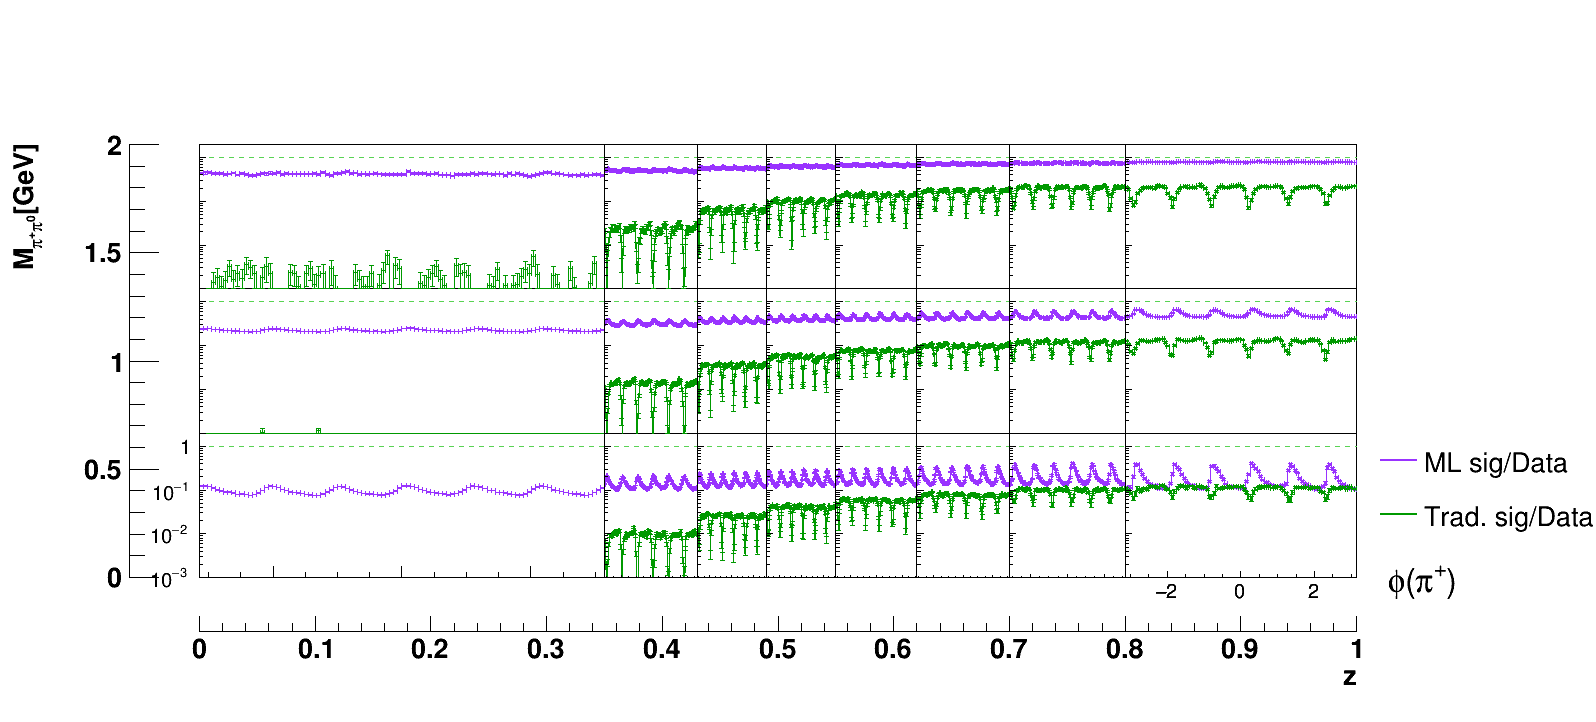 M π⁺π⁰ [GeV]
2
1.5
1
0.5
0
1
10⁻¹
10⁻²
10⁻³
−2 0 2
ϕ(π⁺)
0 0.1 0.2 0.3 0.4 0.5 0.6 0.7 0.8 0.9 1
z
ML sig/Data
Trad. sig/Data